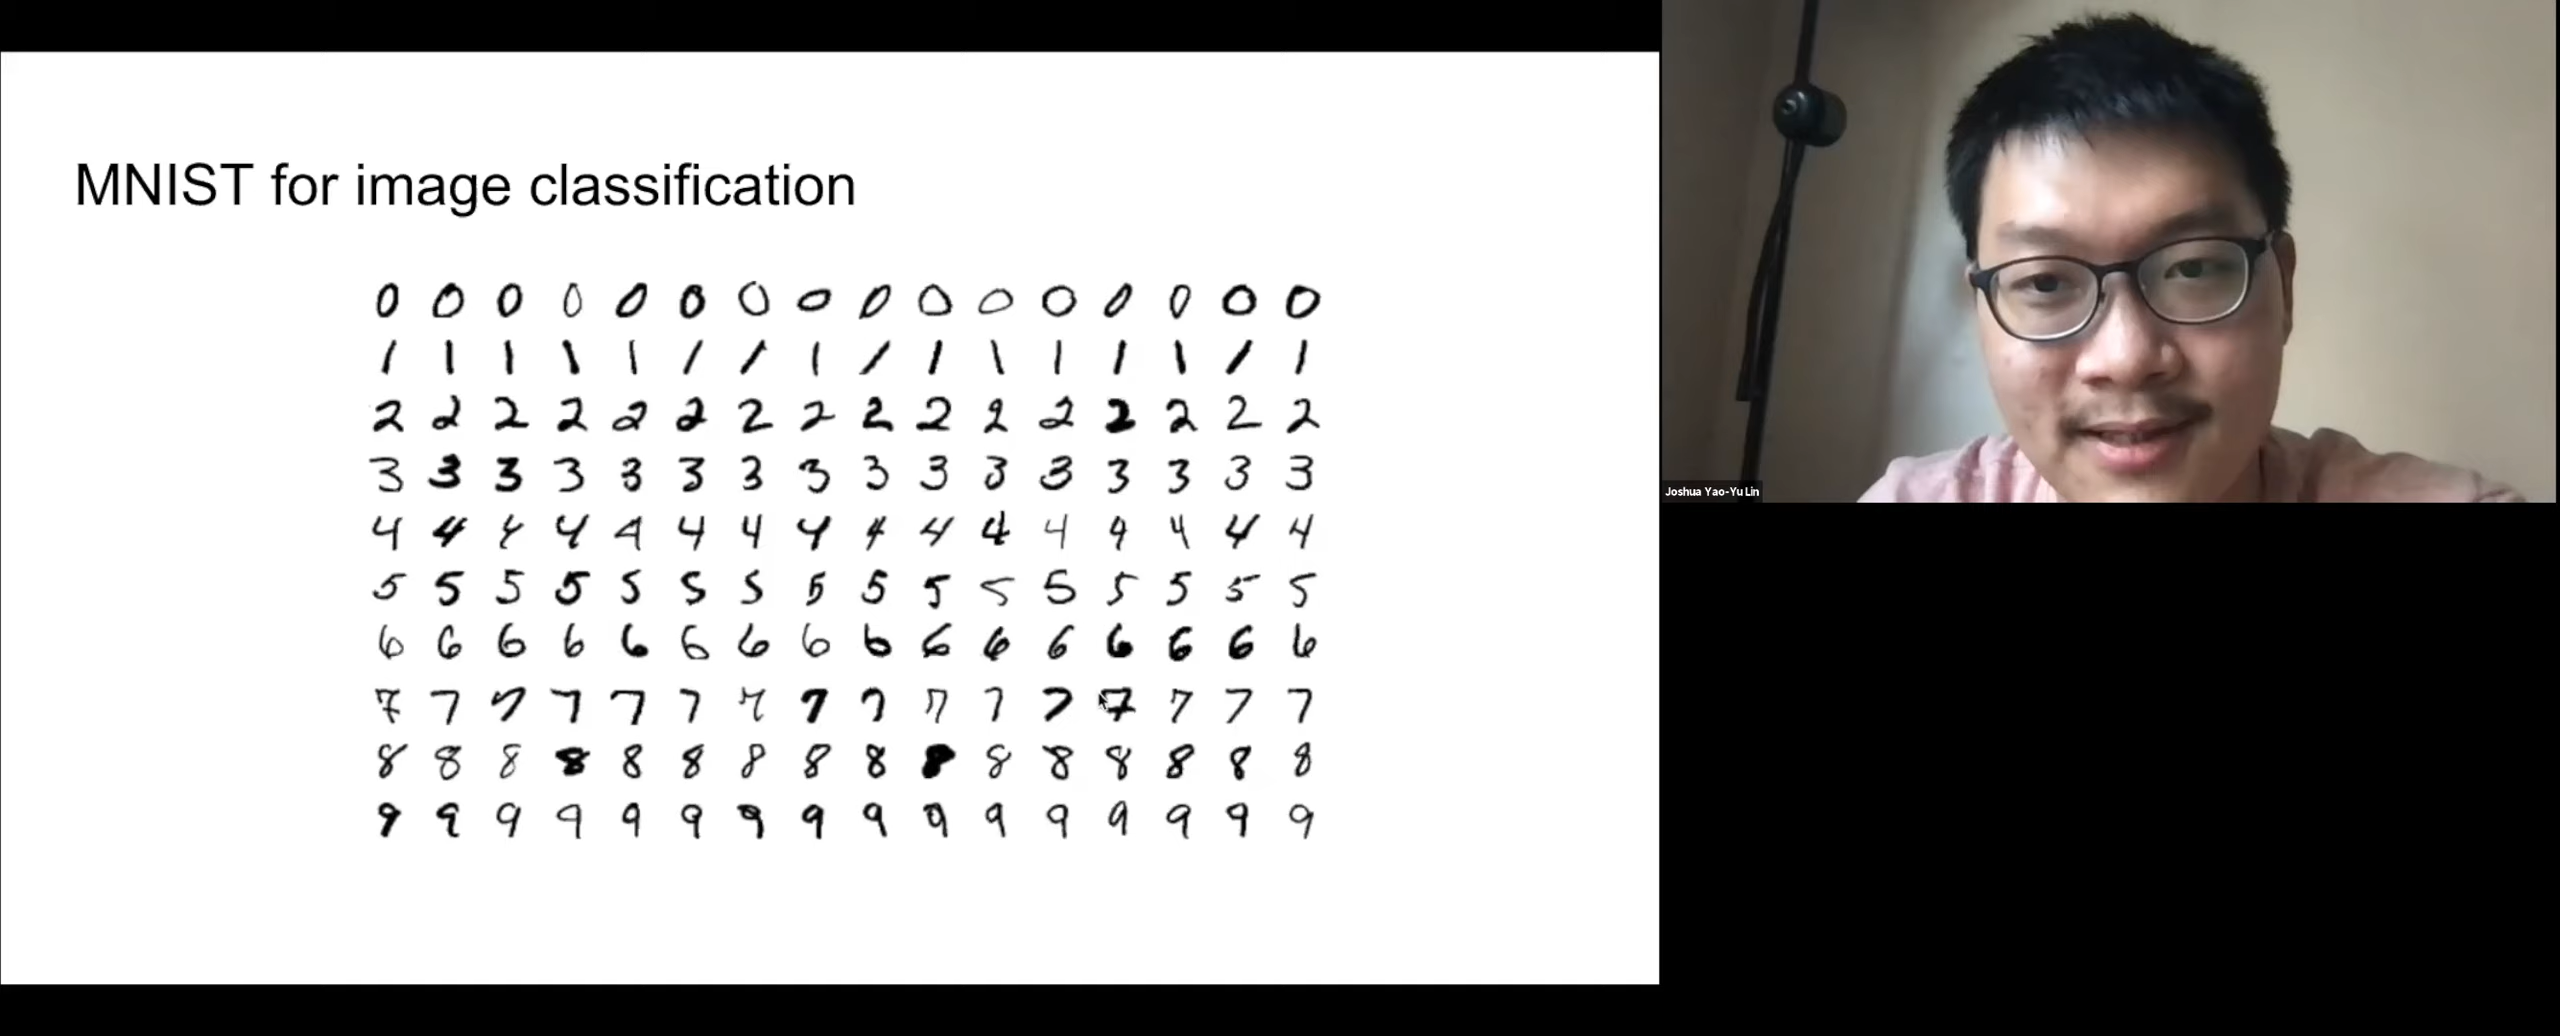 MNIST for image classification
0 0 0 0 0 0 0 0 0 0 0 0 0 0 0 0
1 1 1 1 1 1 1 1 1 1 1 1 1 1 1 1
2 2 2 2 2 2 2 2 2 2 2 2 2 2 2 2
3 3 3 3 3 3 3 3 3 3 3 3 3 3 3 3
4 4 4 4 4 4 4 4 4 4 4 4 4 4 4 4
5 5 5 5 5 5 5 5 5 5 5 5 5 5 5 5
6 6 6 6 6 6 6 6 6 6 6 6 6 6 6 6
7 7 7 7 7 7 7 7 7 7 7 7 7 7 7 7
8 8 8 8 8 8 8 8 8 8 8 8 8 8 8 8
9 9 9 9 9 9 9 9 9 9 9 9 9 9 9 9
Joshua Yao-Yu Lin